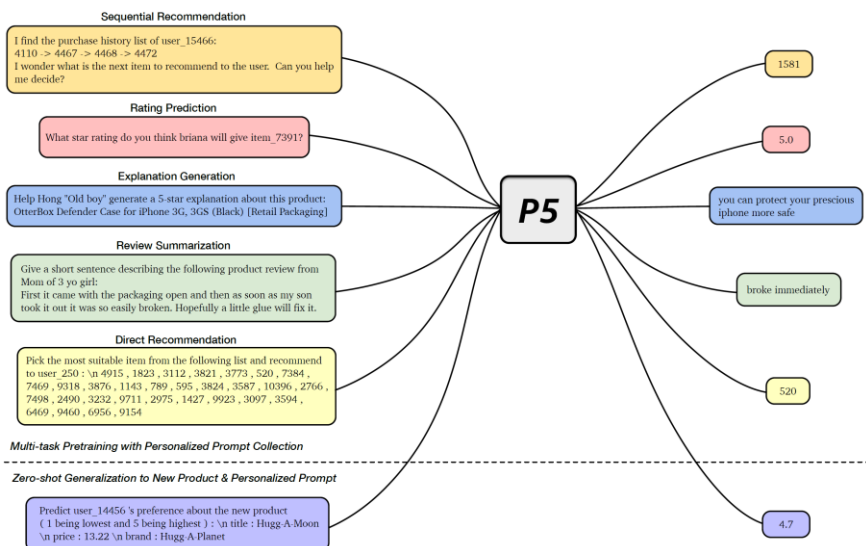 Sequential Recommendation
I find the purchase history list of user_15466:
4110 -> 4467 -> 4468 -> 4472
I wonder what is the next item to recommend to the user. Can you help
me decide?
1581
Rating Prediction
What star rating do you think briana will give item_7391?
5.0
P5
Explanation Generation
Help Hong "Old boy" generate a 5-star explanation about this product:
OtterBox Defender Case for iPhone 3G, 3GS (Black) [Retail Packaging]
you can protect your prescious
iphone more safe
Review Summarization
Give a short sentence describing the following product review from
Mom of 3 yo girl:
First it came with the packaging open and then as soon as my son
took it out it was so easily broken. Hopefully a little glue will fix it.
broke immediately
Direct Recommendation
Pick the most suitable item from the following list and recommend
to user_250 : \n 4915 , 1823 , 3112 , 3821 , 3773 , 520 , 7384 ,
7469 , 9318 , 3876 , 1143 , 789 , 595 , 3824 , 3587 , 10396 , 2766 ,
7498 , 2490 , 3232 , 9711 , 2975 , 1427 , 9923 , 3097 , 3594 ,
6469 , 9460 , 6956 , 9154
520
Multi-task Pretraining with Personalized Prompt Collection
Zero-shot Generalization to New Product & Personalized Prompt
Predict user_14456 's preference about the new product
( 1 being lowest and 5 being highest ) : \n title : Hugg-A-Moon
\n price : 13.22 \n brand : Hugg-A-Planet
4.7